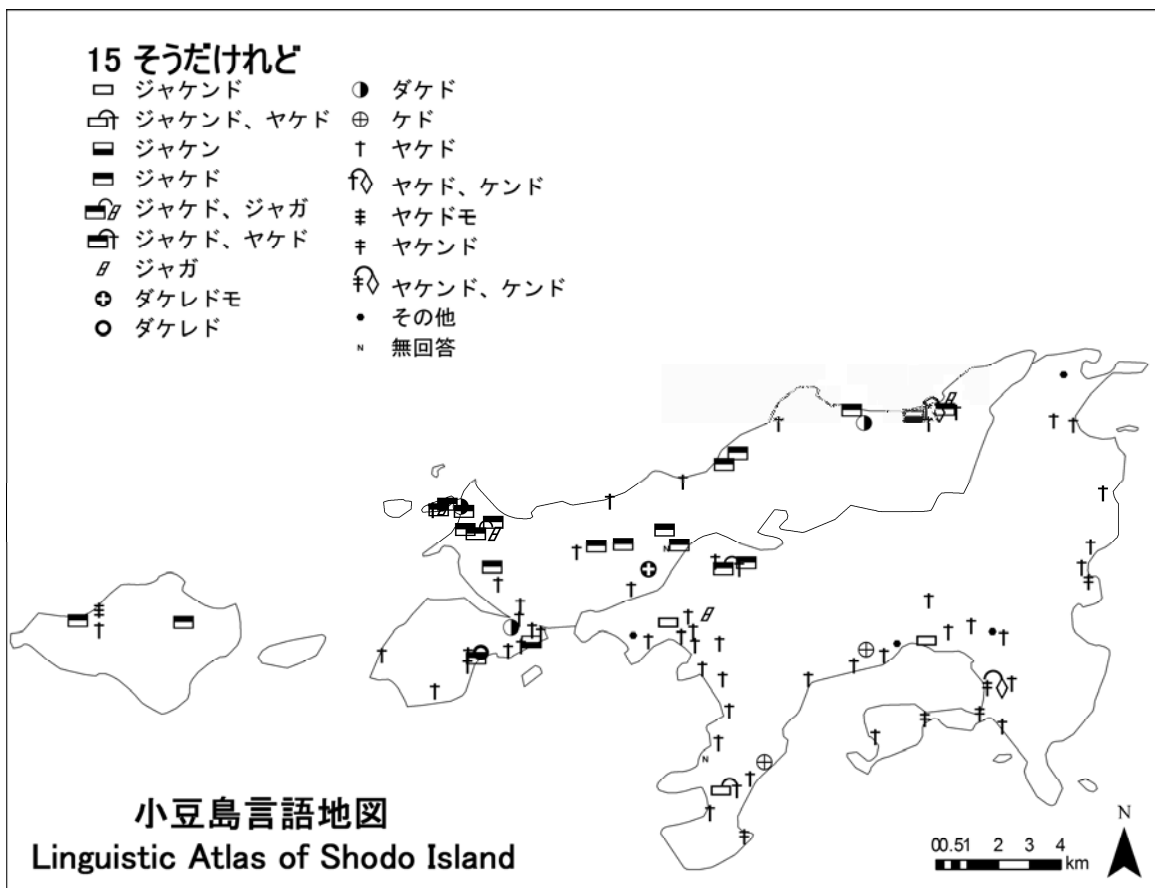 15 そうだけれど
ジャケンド
ジャケンド、ヤケド
ジャケン
ジャケド
ジャケド、ジャガ
ジャケド、ヤケド
ジャガ
ダケレドモ
ダケレド
ダケド
ケド
ヤケド
ヤケド、ケンド
ヤケドモ
ヤケンド
ヤケンド、ケンド
その他
N 無回答
N
N
小豆島言語地図
Linguistic Atlas of Shodo Island
N
00.51 2 3 4
km